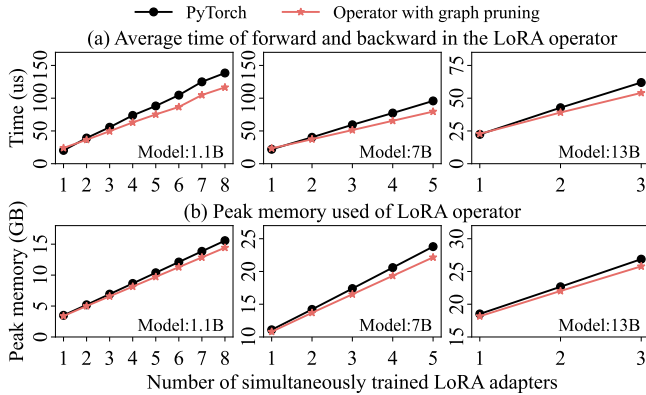 PyTorch Operator with graph pruning
(a) Average time of forward and backward in the LoRA operator
Time (us)
0 50 100 150
Model:1.1B
1 2 3 4 5 6 7 8
0 50 100 150
Model:7B
1 2 3 4 5
0 25 50 75
Model:13B
1 2 3
(b) Peak memory used of LoRA operator
Peak memory (GB)
0 5 10 15
Model:1.1B
1 2 3 4 5 6 7 8
10 15 20 25
Model:7B
1 2 3 4 5
15 20 25 30
Model:13B
1 2 3
Number of simultaneously trained LoRA adapters